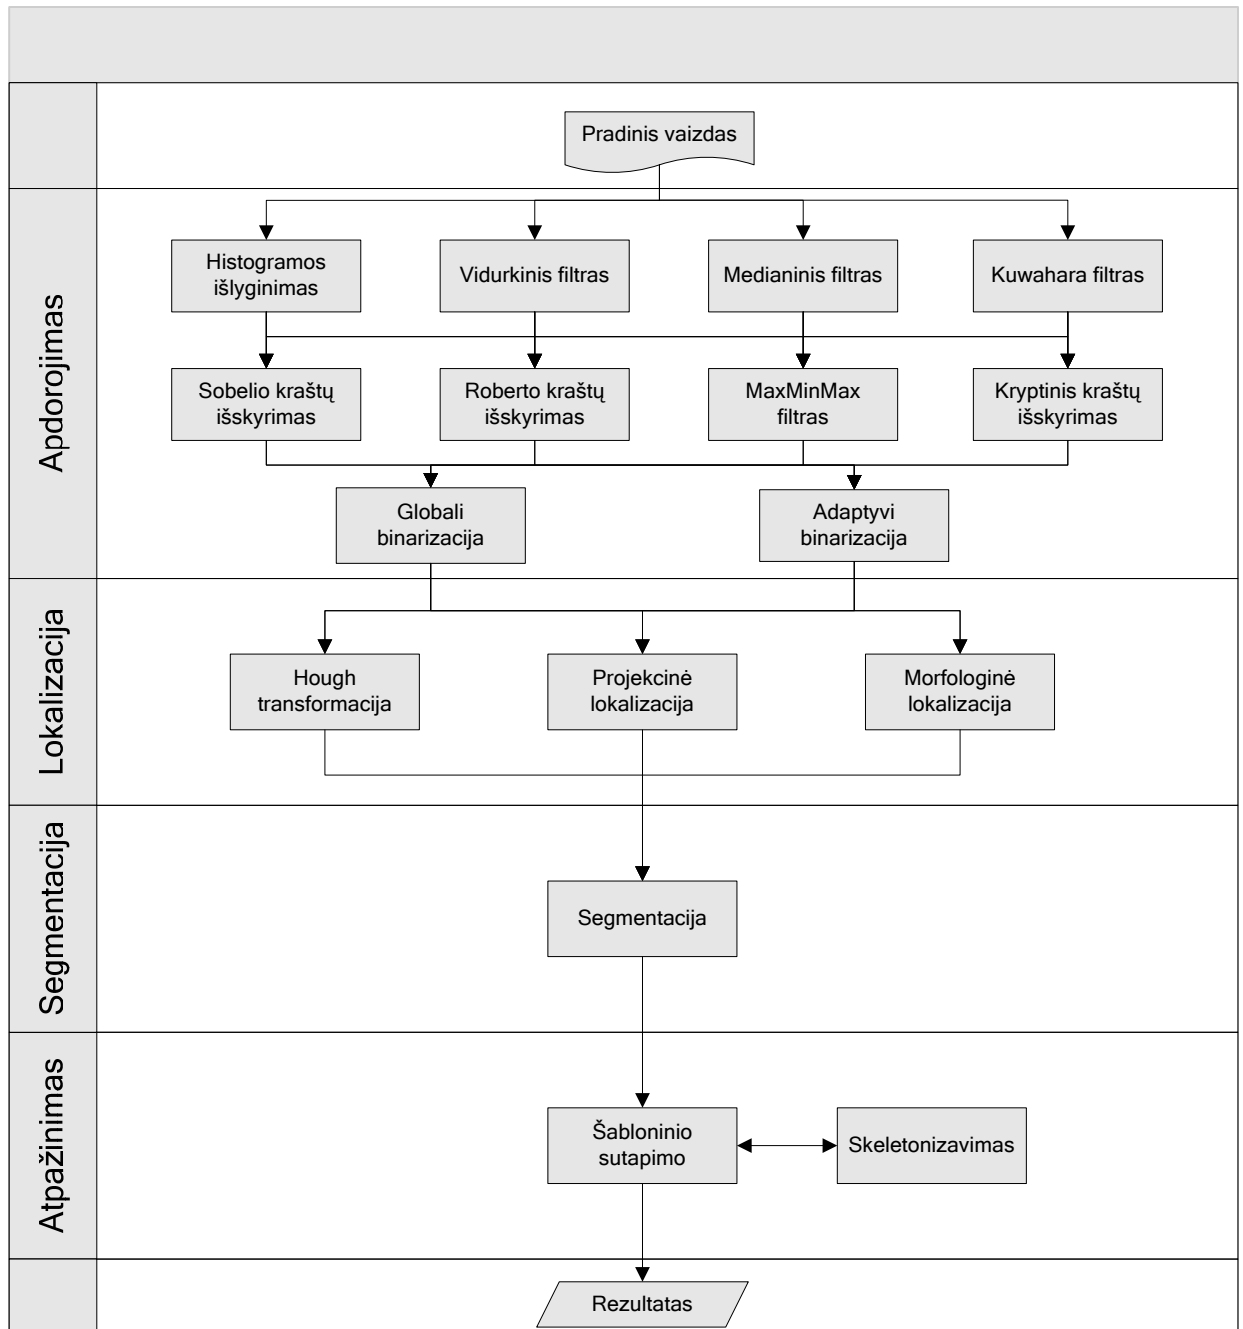 Pradinis vaizdas
Apdorojimas
Histogramos
išlyginimas
Vidurkinis filtras
Medianinis filtras
Kuwahara filtras
Sobelio kraštų
išskyrimas
Roberto kraštų
išskyrimas
MaxMinMax
filtras
Kryptinis kraštų
išskyrimas
Globali
binarizacija
Adaptyvi
binarizacija
Lokalizacija
Hough
transformacija
Projekcinė
lokalizacija
Morfologinė
lokalizacija
Segmentacija
Segmentacija
Atpažinimas
Šabloninio
sutapimo
Skeletonizavimas
Rezultatas